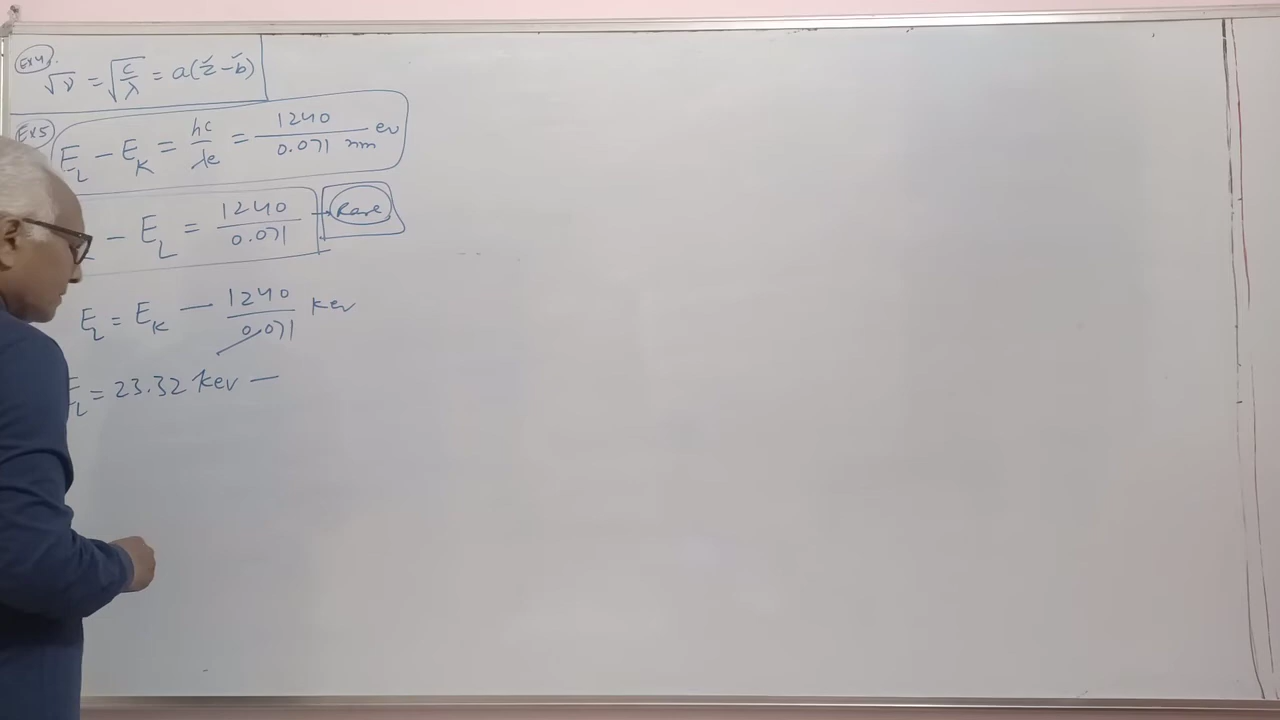 Ex4.
√ν = √(c/λ) = a(z - b)
Ex5
E_L - E_K = hc/λe = 1240/0.071 nm ev
- E_L = 1240/0.071 → Rare
E_L = E_K - 1240/0.071 Kev
E_L = 23.32 Kev -